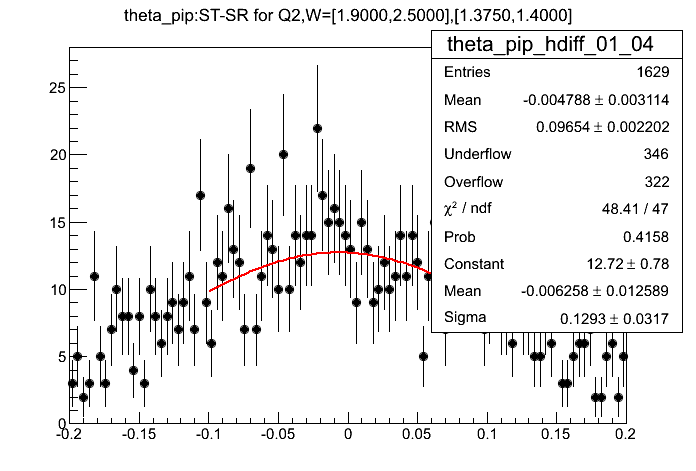 theta_pip:ST-SR for Q2,W=[1.9000,2.5000],[1.3750,1.4000]
theta_pip_hdiff_01_04
Entries 1629
Mean -0.004788 ± 0.003114
RMS 0.09654 ± 0.002202
Underflow 346
Overflow 322
χ² / ndf 48.41 / 47
Prob 0.4158
Constant 12.72 ± 0.78
Mean -0.006258 ± 0.012589
Sigma 0.1293 ± 0.0317
25
20
15
10
5
0
-0.2 -0.15 -0.1 -0.05 0 0.05 0.1 0.15 0.2